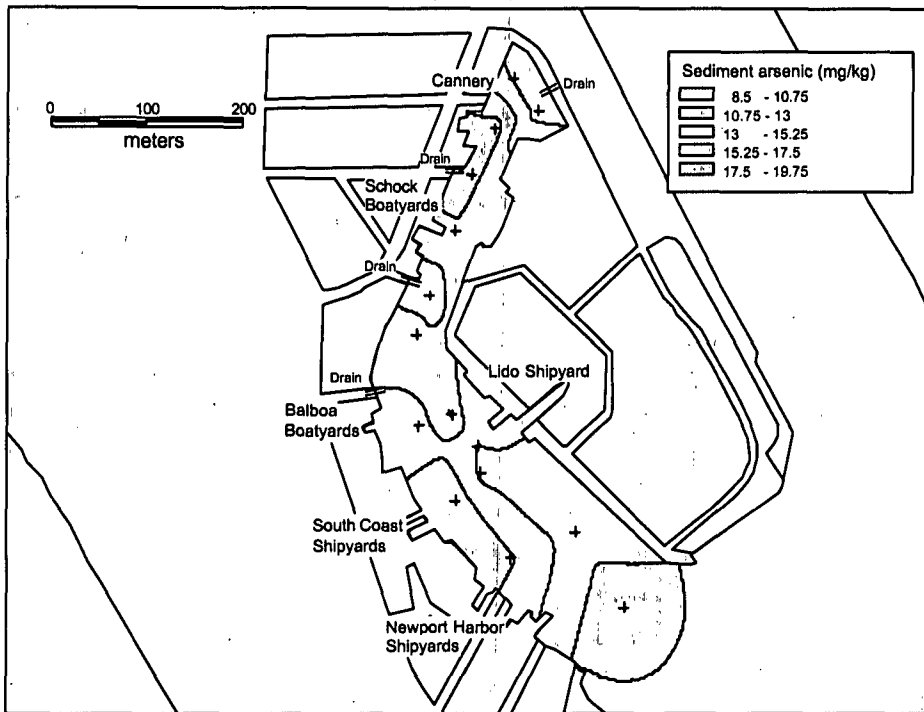 Cannery
Drain
Sediment arsenic (mg/kg)
8.5 - 10.75
10.75 - 13
13 - 15.25
15.25 - 17.5
17.5 - 19.75
0 100 200
meters
Drain
Schock
Boatyards
Drain
Lido Shipyard
Drain
Balboa
Boatyards
South Coast
Shipyards
Newport Harbor
Shipyards